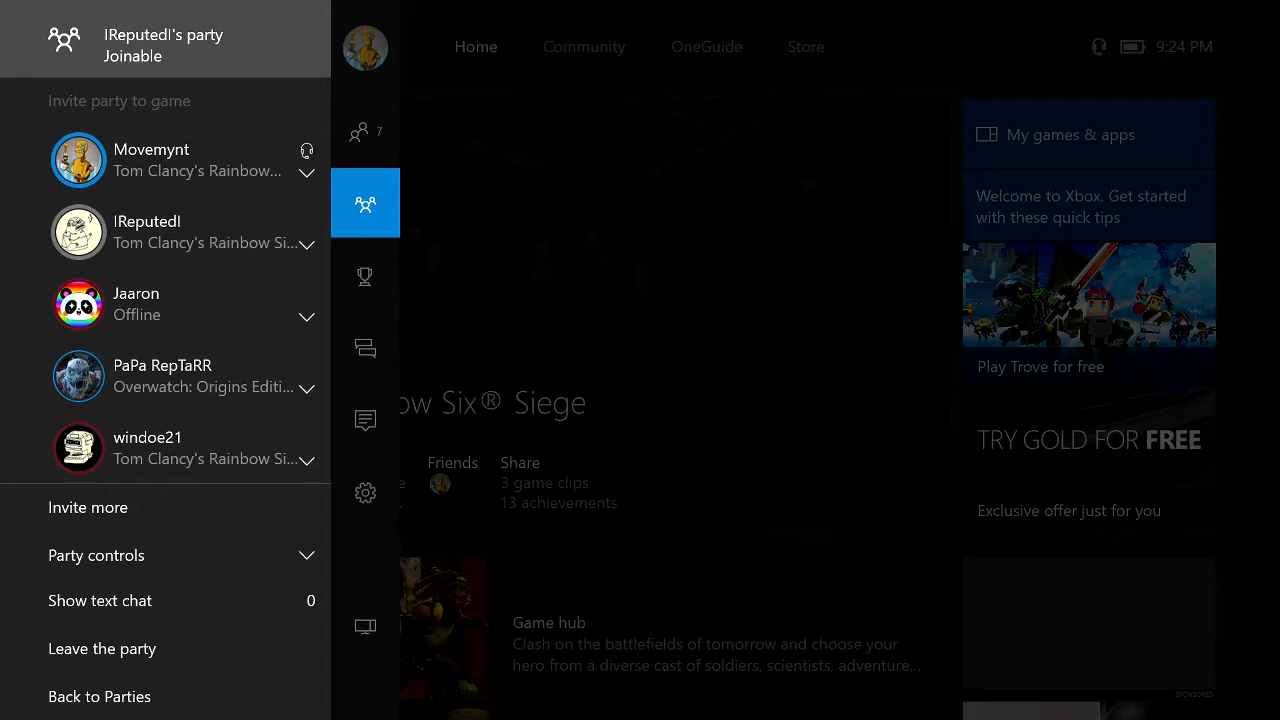 IReputedI's party
Joinable
Invite party to game
Movemynt
Tom Clancy's Rainbow...
IReputedI
Tom Clancy's Rainbow Si...
Jaaron
Offline
PaPa RepTaRR
Overwatch: Origins Editi...
windoe21
Tom Clancy's Rainbow Si...
Invite more
Party controls
Show text chat 0
Leave the party
Back to Parties
7
Home Community OneGuide Store
9:24 PM
ow Six® Siege
Friends
Share
3 game clips
13 achievements
Game hub
Clash on the battlefields of tomorrow and choose your
hero from a diverse cast of soldiers, scientists, adventure...
My games & apps
Welcome to Xbox. Get started
with these quick tips
Play Trove for free
TRY GOLD FOR FREE
Exclusive offer just for you
SPONSORED